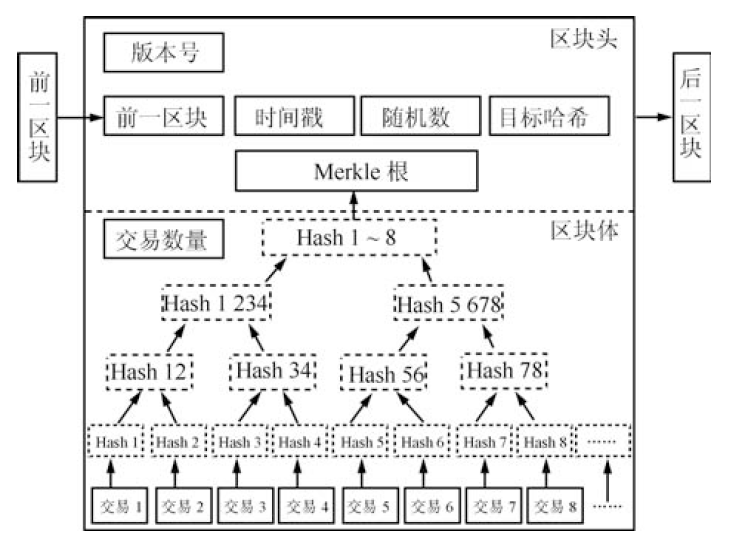 区块头
版本号
前一区块
前一区块
时间戳
随机数
目标哈希
后一区块
Merkle 根
区块体
交易数量
Hash 1 ~ 8
Hash 1 234
Hash 5 678
Hash 12
Hash 34
Hash 56
Hash 78
Hash 1
Hash 2
Hash 3
Hash 4
Hash 5
Hash 6
Hash 7
Hash 8
……
交易 1
交易 2
交易 3
交易 4
交易 5
交易 6
交易 7
交易 8
……